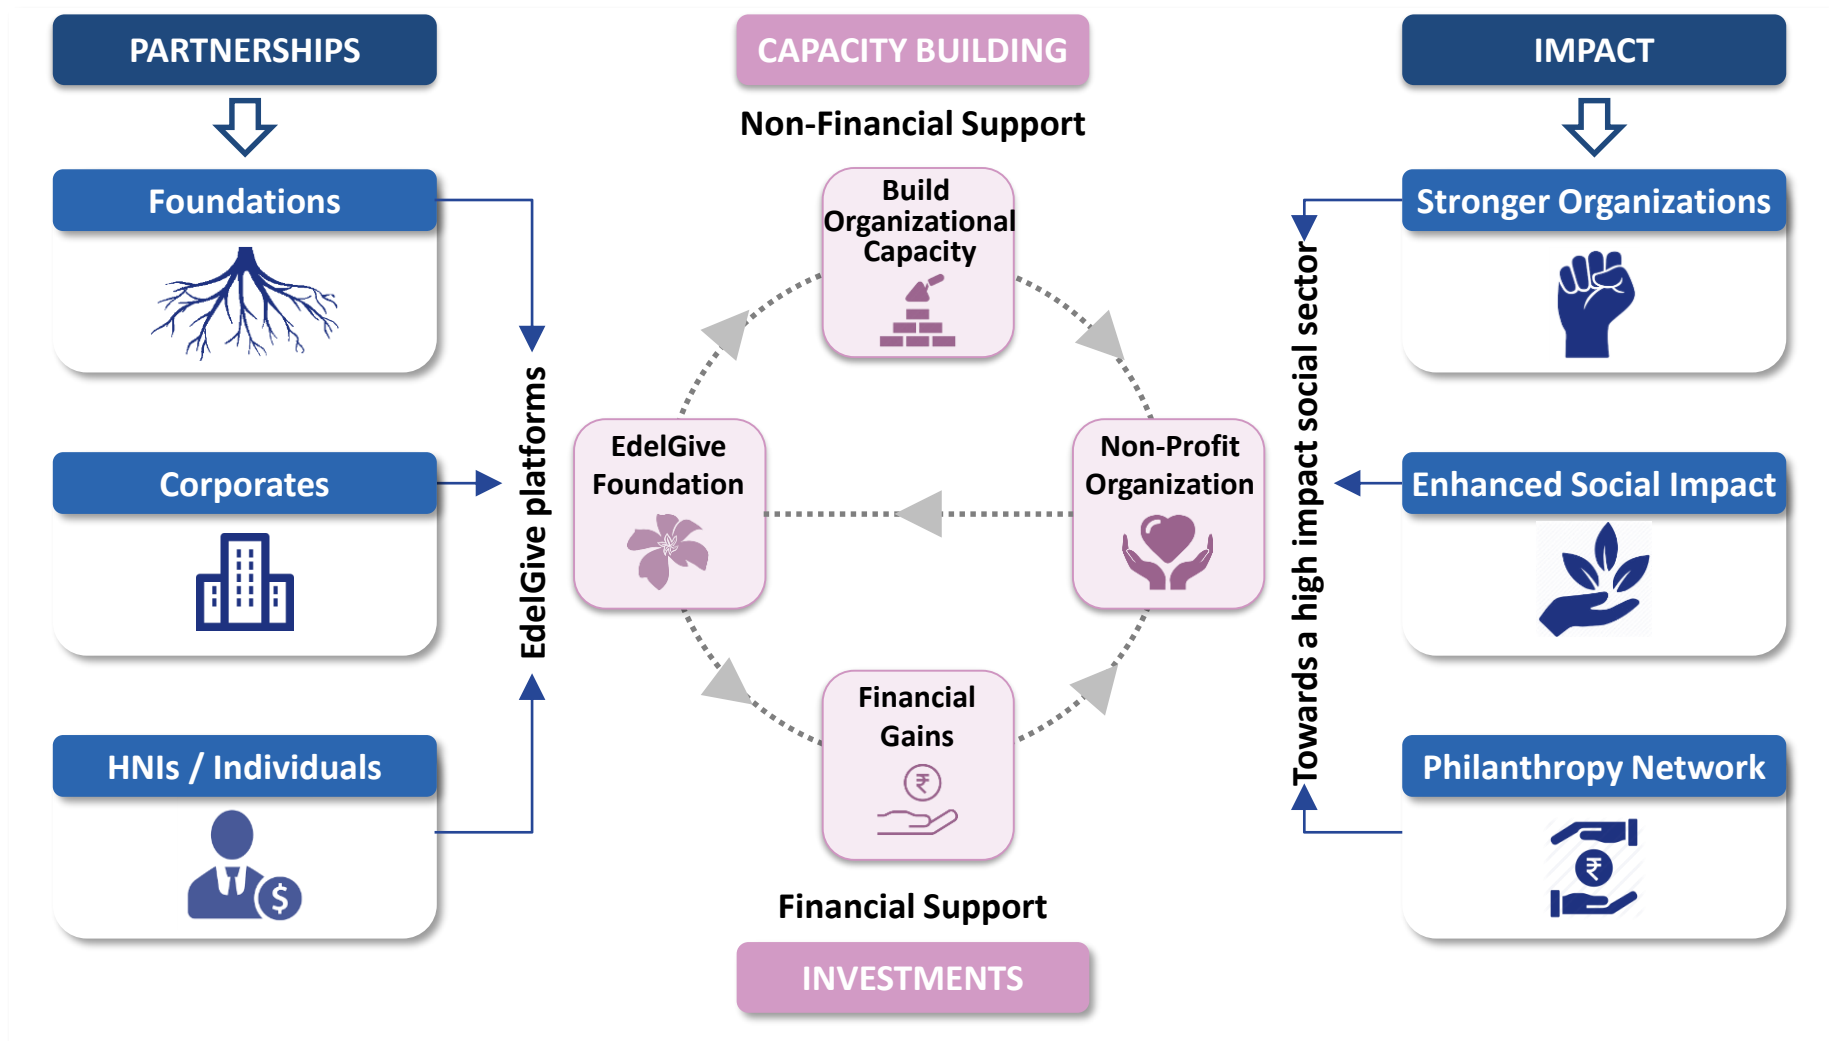 PARTNERSHIPS
Foundations
Corporates
HNIs / Individuals
$
EdelGive platforms
CAPACITY BUILDING
Non-Financial Support
Build
Organizational
Capacity
EdelGive
Foundation
Non-Profit
Organization
Financial
Gains
₹
Financial Support
INVESTMENTS
Towards a high impact social sector
IMPACT
Stronger Organizations
Enhanced Social Impact
Philanthropy Network
₹